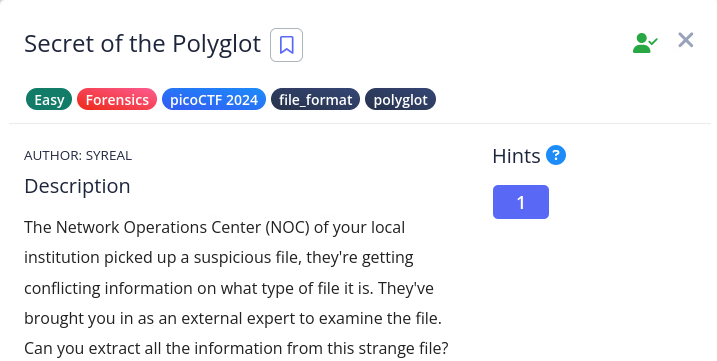 Secret of the Polyglot
Easy Forensics picoCTF 2024 file_format polyglot
AUTHOR: SYREAL
Description
The Network Operations Center (NOC) of your local
institution picked up a suspicious file, they're getting
conflicting information on what type of file it is. They've
brought you in as an external expert to examine the file.
Can you extract all the information from this strange file?
Hints ?
1